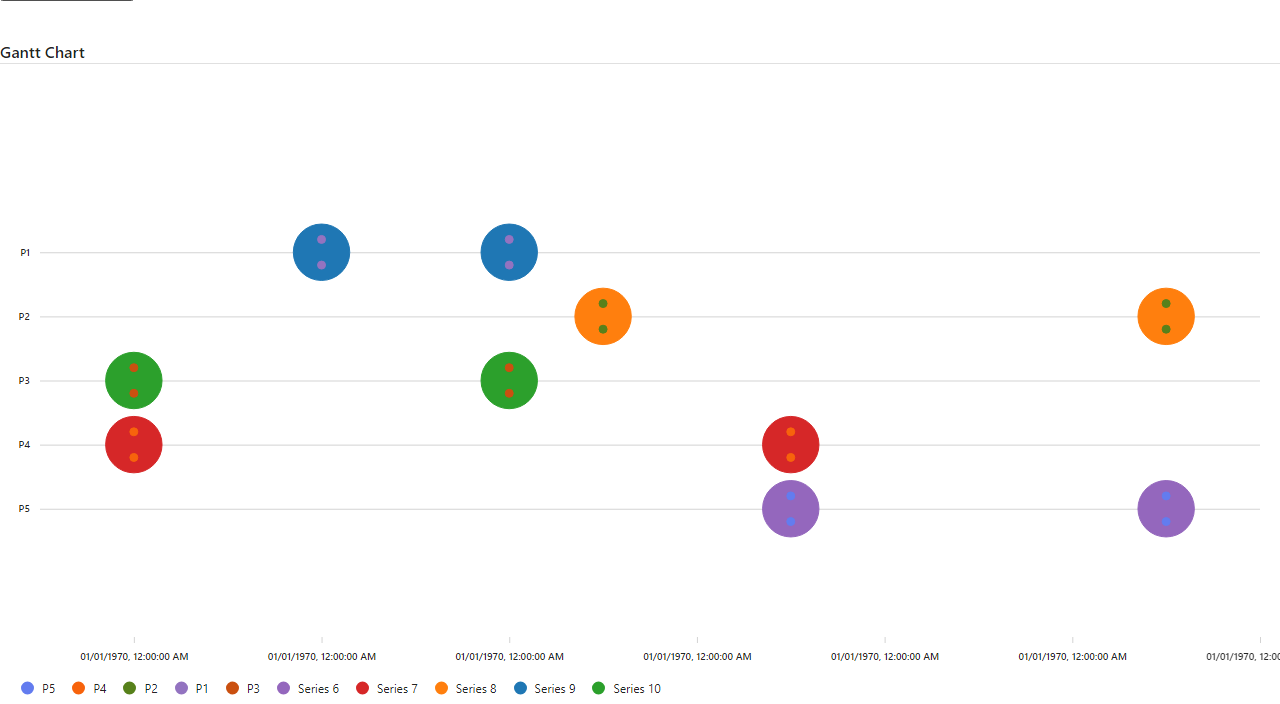 Gantt Chart
P1
P2
P3
P4
P5
01/01/1970, 12:00:00 AM 01/01/1970, 12:00:00 AM 01/01/1970, 12:00:00 AM 01/01/1970, 12:00:00 AM 01/01/1970, 12:00:00 AM 01/01/1970, 12:00:00 AM 01/01/1970, 12:00
P5 P4 P2 P1 P3 Series 6 Series 7 Series 8 Series 9 Series 10